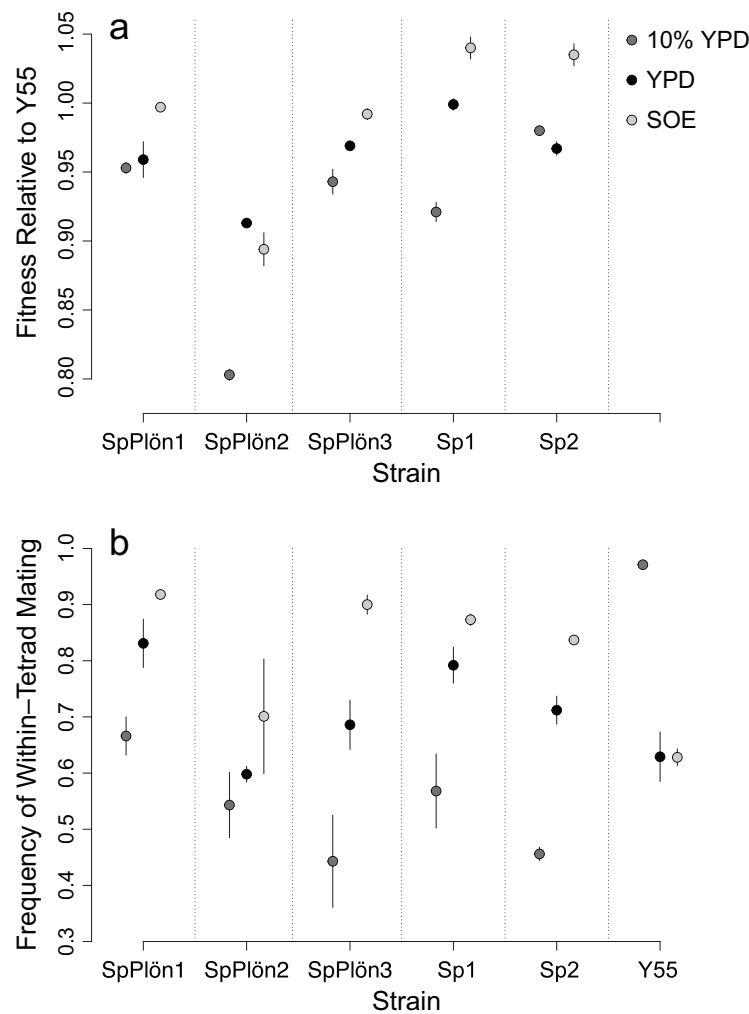 a
10% YPD
YPD
SOE
Fitness Relative to Y55
1.05
1.00
0.95
0.90
0.85
0.80
SpPlön1 SpPlön2 SpPlön3 Sp1 Sp2
Strain
b
Frequency of Within−Tetrad Mating
1.0
0.9
0.8
0.7
0.6
0.5
0.4
0.3
SpPlön1 SpPlön2 SpPlön3 Sp1 Sp2 Y55
Strain